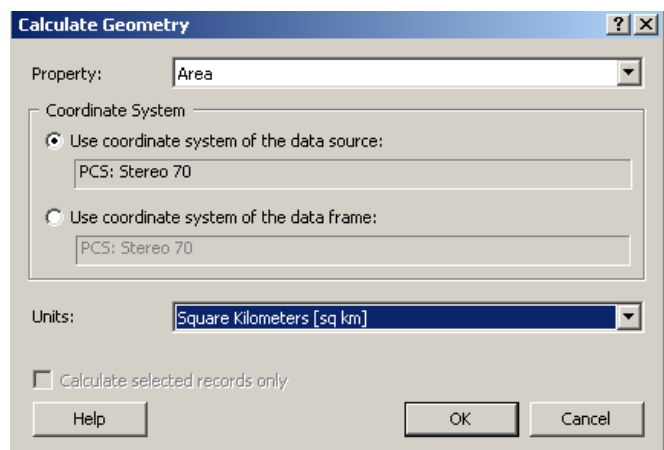 Calculate Geometry
Property: Area
Coordinate System
Use coordinate system of the data source:
PCS: Stereo 70
Use coordinate system of the data frame:
PCS: Stereo 70
Units: Square Kilometers [sq km]
Calculate selected records only
Help OK Cancel